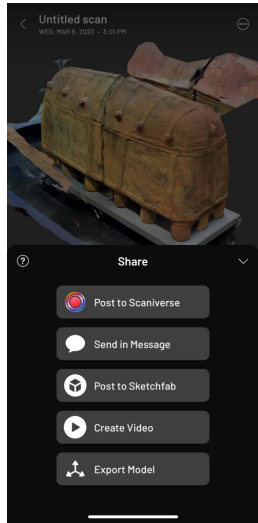 Untitled scan
WED, MAR 8, 2023 • 3:01 PM
Share
Post to Scaniverse
Send in Message
Post to Sketchfab
Create Video
Export Model